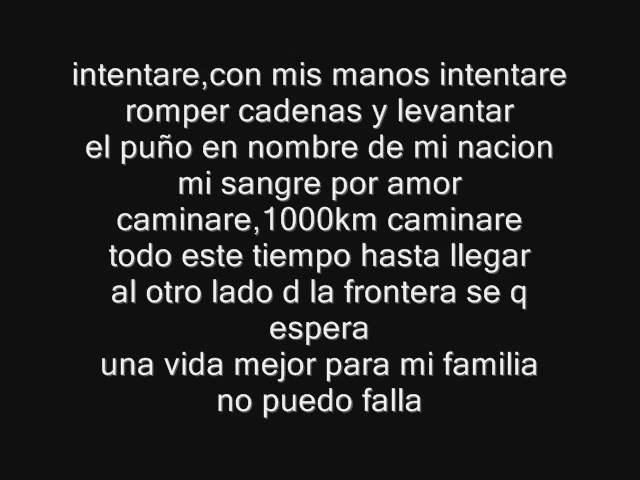 intentare,con mis manos intentare
romper cadenas y levantar
el puño en nombre de mi nacion
mi sangre por amor
caminare,1000km caminare
todo este tiempo hasta llegar
al otro lado d la frontera se q
espera
una vida mejor para mi familia
no puedo falla